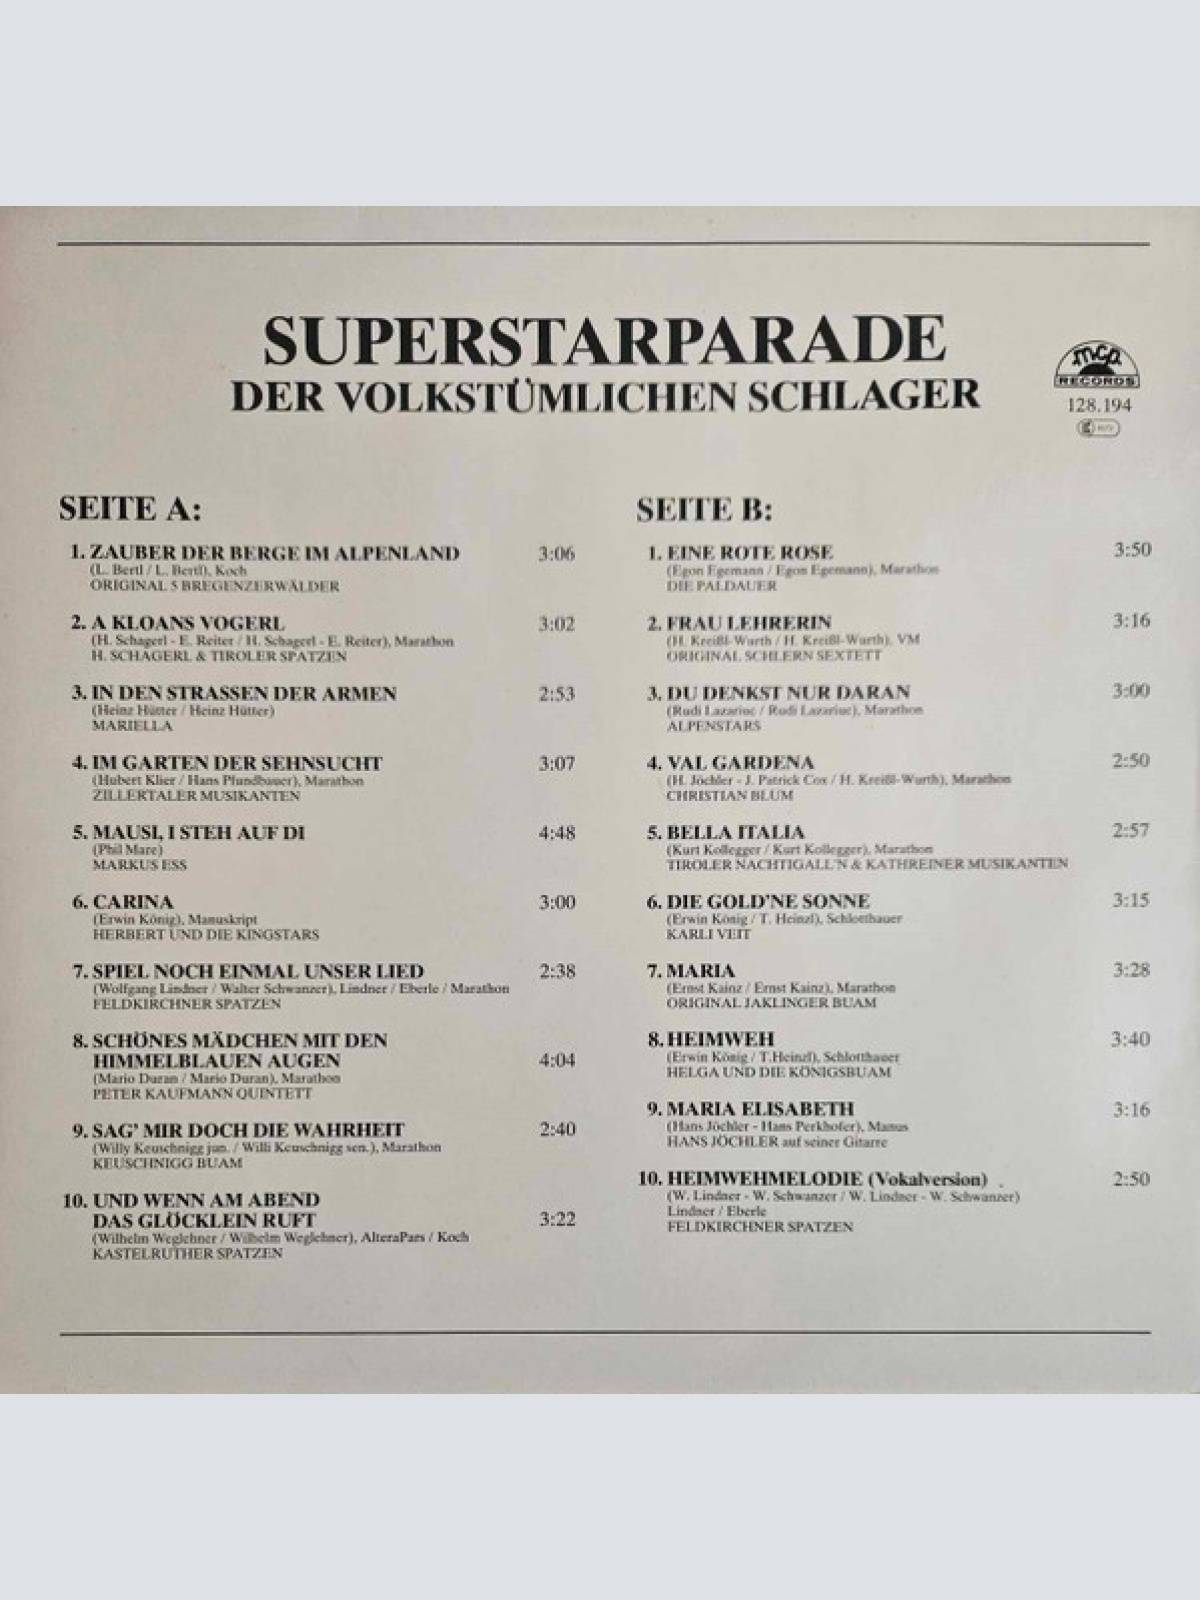 SUPERSTARPARADE
DER VOLKSTÜMLICHEN SCHLAGER
mcp
RECORDS
128.194
SEITE A:
1. ZAUBER DER BERGE IM ALPENLAND 3:06
(L. Bertl / L. Bertl), Koch
ORIGINAL 5 BREGENZERWÄLDER
2. A KLOANS VOGERL 3:02
(H. Schagerl - E. Reiter / H. Schagerl - E. Reiter), Marathon
H. SCHAGERL & TIROLER SPATZEN
3. IN DEN STRASSEN DER ARMEN 2:53
(Heinz Hütter / Heinz Hütter)
MARIELLA
4. IM GARTEN DER SEHNSUCHT 3:07
(Hubert Klier / Hans Pfundbauer), Marathon
ZILLERTALER MUSIKANTEN
5. MAUSI, I STEH AUF DI 4:48
(Phil Mare)
MARKUS ESS
6. CARINA 3:00
(Erwin König), Manuskript
HERBERT UND DIE KINGSTARS
7. SPIEL NOCH EINMAL UNSER LIED 2:38
(Wolfgang Lindner / Walter Schwanzer), Lindner / Eberle / Marathon
FELDKIRCHNER SPATZEN
8. SCHÖNES MÄDCHEN MIT DEN
HIMMELBLAUEN AUGEN 4:04
(Mario Duran / Mario Duran), Marathon
PETER KAUFMANN QUINTETT
9. SAG' MIR DOCH DIE WAHRHEIT 2:40
(Willy Keuschnigg jun. / Willi Keuschnigg sen.), Marathon
KEUSCHNIGG BUAM
10. UND WENN AM ABEND
DAS GLÖCKLEIN RUFT 3:22
(Wilhelm Weglehner / Wilhelm Weglehner), AlteraPars / Koch
KASTELRUTHER SPATZEN
SEITE B:
1. EINE ROTE ROSE 3:50
(Egon Egemann / Egon Egemann), Marathon
DIE PALDAUER
2. FRAU LEHRERIN 3:16
(H. Kreißl-Wurth / H. Kreißl-Wurth), VM
ORIGINAL SCHLERN SEXTETT
3. DU DENKST NUR DARAN 3:00
(Rudi Lazariuc / Rudi Lazariuc), Marathon
ALPENSTARS
4. VAL GARDENA 2:50
(H. Jöchler - J. Patrick Cox / H. Kreißl-Wurth), Marathon
CHRISTIAN BLUM
5. BELLA ITALIA 2:57
(Kurt Kollegger / Kurt Kollegger), Marathon
TIROLER NACHTIGALL'N & KATHREINER MUSIKANTEN
6. DIE GOLD'NE SONNE 3:15
(Erwin König / T. Heinzl), Schlotthauer
KARLI VEIT
7. MARIA 3:28
(Ernst Kainz / Ernst Kainz), Marathon
ORIGINAL JAKLINGER BUAM
8. HEIMWEH 3:40
(Erwin König / T.Heinzl), Schlotthauer
HELGA UND DIE KÖNIGSBUAM
9. MARIA ELISABETH 3:16
(Hans Jöchler - Hans Perkhofer), Manus
HANS JÖCHLER auf seiner Gitarre
10. HEIMWEHMELODIE (Vokalversion) 2:50
(W. Lindner - W. Schwanzer / W. Lindner - W. Schwanzer)
Lindner / Eberle
FELDKIRCHNER SPATZEN